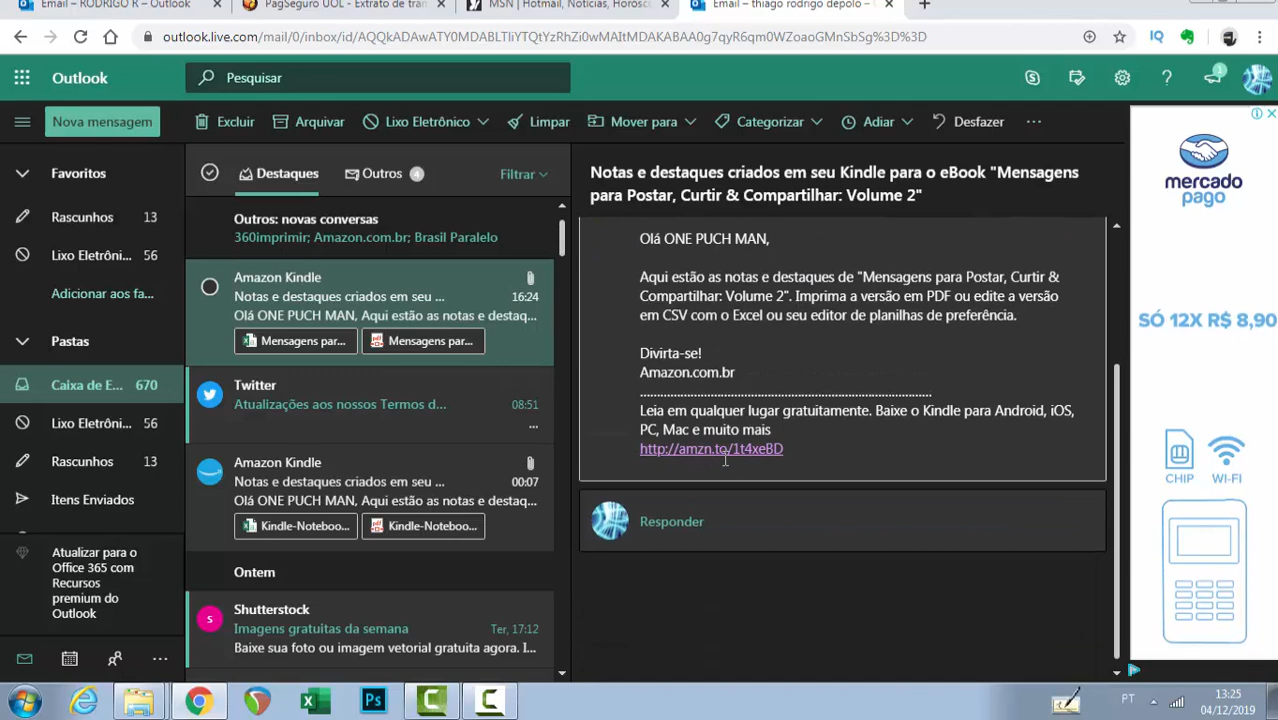 Email – RODRIGO R – Outlook
PagSeguro UOL - Extrato de tran
MSN | Hotmail, Notícias, Horósc
Email – thiago rodrigo depolo –
outlook.live.com/mail/0/inbox/id/AQQkADAwATY0MDABLTIiYTQtYzRhZi0wMAItMDAKABAA0g7qyR6qm0WZoaoGMnSbSg%3D%3D
Outlook
Pesquisar
1
Nova mensagem
Excluir
Arquivar
Lixo Eletrônico
Limpar
Mover para
Categorizar
Adiar
Desfazer
Favoritos
Rascunhos 13
Lixo Eletrôni... 56
Adicionar aos fa...
Pastas
Caixa de E... 670
Lixo Eletrôni... 56
Rascunhos 13
Itens Enviados
Atualizar para o
Office 365 com
Recursos
premium do
Outlook
Destaques
Outros 4
Filtrar
Outros: novas conversas
360imprimir; Amazon.com.br; Brasil Paralelo
Amazon Kindle
Notas e destaques criados em seu ... 16:24
Olá ONE PUCH MAN, Aqui estão as notas e destaq...
Mensagens par...
Mensagens par...
Twitter
Atualizações aos nossos Termos d... 08:51
...
Amazon Kindle
Notas e destaques criados em seu ... 00:07
Olá ONE PUCH MAN, Aqui estão as notas e destaq...
Kindle-Noteboo...
Kindle-Noteboo...
Ontem
S
Shutterstock
Imagens gratuitas da semana Ter, 17:12
Baixe sua foto ou imagem vetorial gratuita agora. I...
Notas e destaques criados em seu Kindle para o eBook "Mensagens
para Postar, Curtir & Compartilhar: Volume 2"
Olá ONE PUCH MAN,
Aqui estão as notas e destaques de "Mensagens para Postar, Curtir &
Compartilhar: Volume 2". Imprima a versão em PDF ou edite a versão
em CSV com o Excel ou seu editor de planilhas de preferência.
Divirta-se!
Amazon.com.br
Leia em qualquer lugar gratuitamente. Baixe o Kindle para Android, iOS,
PC, Mac e muito mais
http://amzn.to/1t4xeBD
Responder
mercado
pago
SÓ 12X R$ 8,90
CHIP
WI-FI
Ps
PT
13:25
04/12/2019